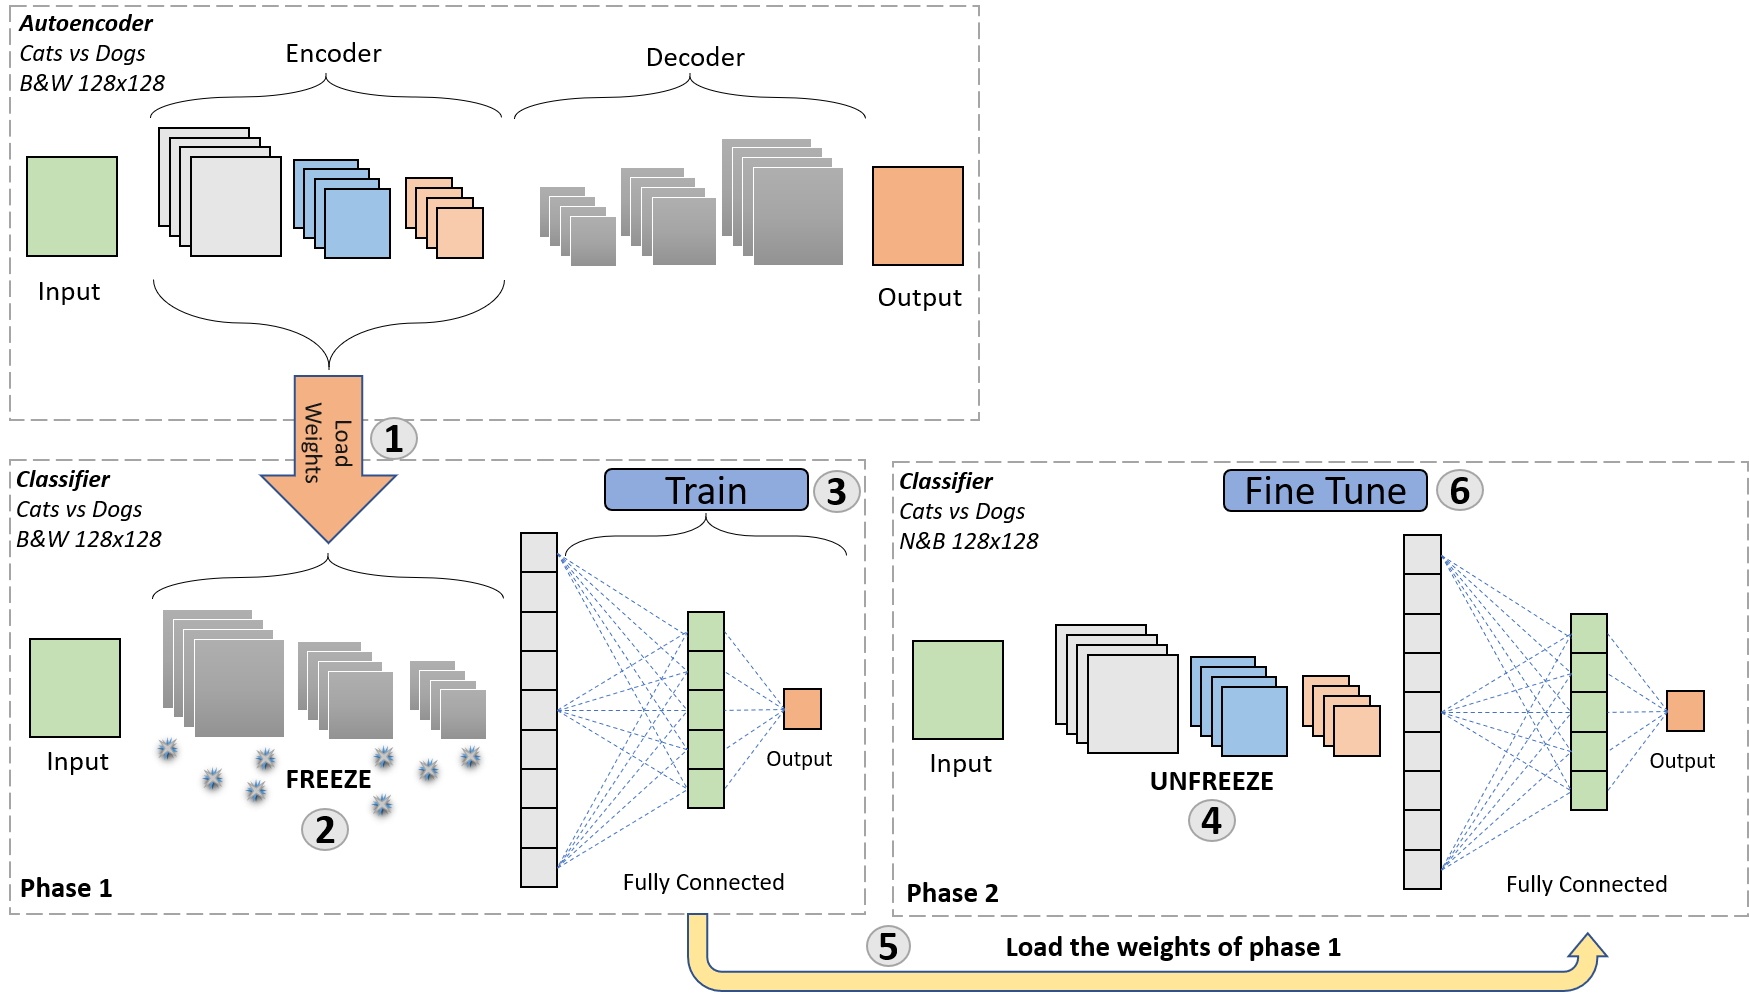 Autoencoder
Cats vs Dogs
B&W 128x128
Encoder
Decoder
Input
Output
Load
Weights
1
Classifier
Cats vs Dogs
B&W 128x128
Train
3
Input
FREEZE
2
Output
Fully Connected
Phase 1
Classifier
Cats vs Dogs
N&B 128x128
Fine Tune
6
Input
UNFREEZE
4
Output
Fully Connected
Phase 2
5
Load the weights of phase 1